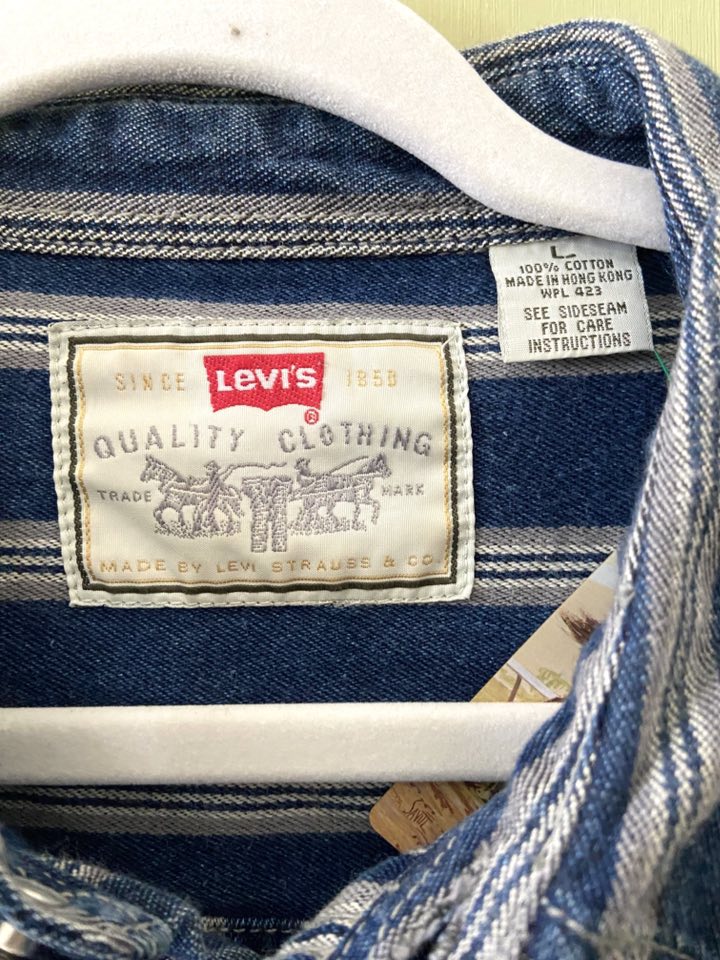 L
100% COTTON
MADE IN HONG KONG
WPL 423
SEE SIDESEAM
FOR CARE
INSTRUCTIONS
SINCE LEVI'S 1850
®
QUALITY CLOTHING
TRADE MARK
MADE BY LEVI STRAUSS & CO